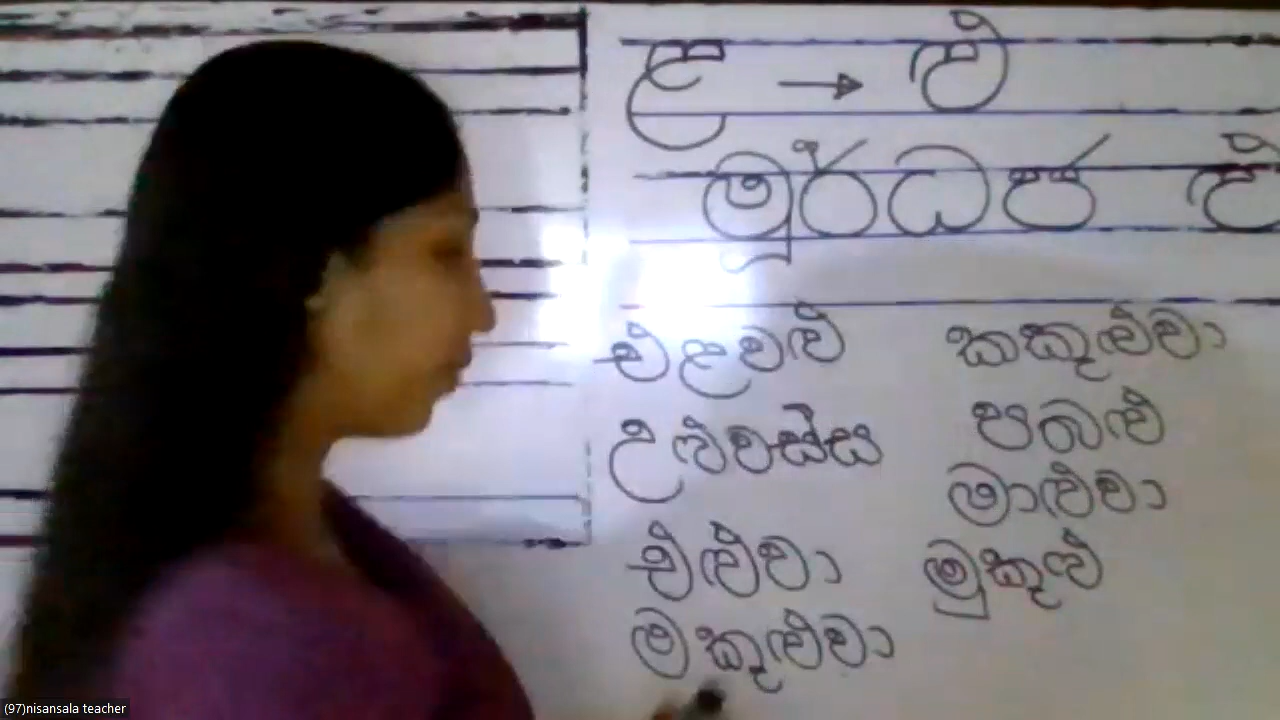 ළ → ළු
මූර්ධජ ළු
එළවළු කකුළුවා
උළුවස්ස පබළු
මාළුවා
එළුවා මුකුළු
මකුළුවා
(97)nisansala teacher